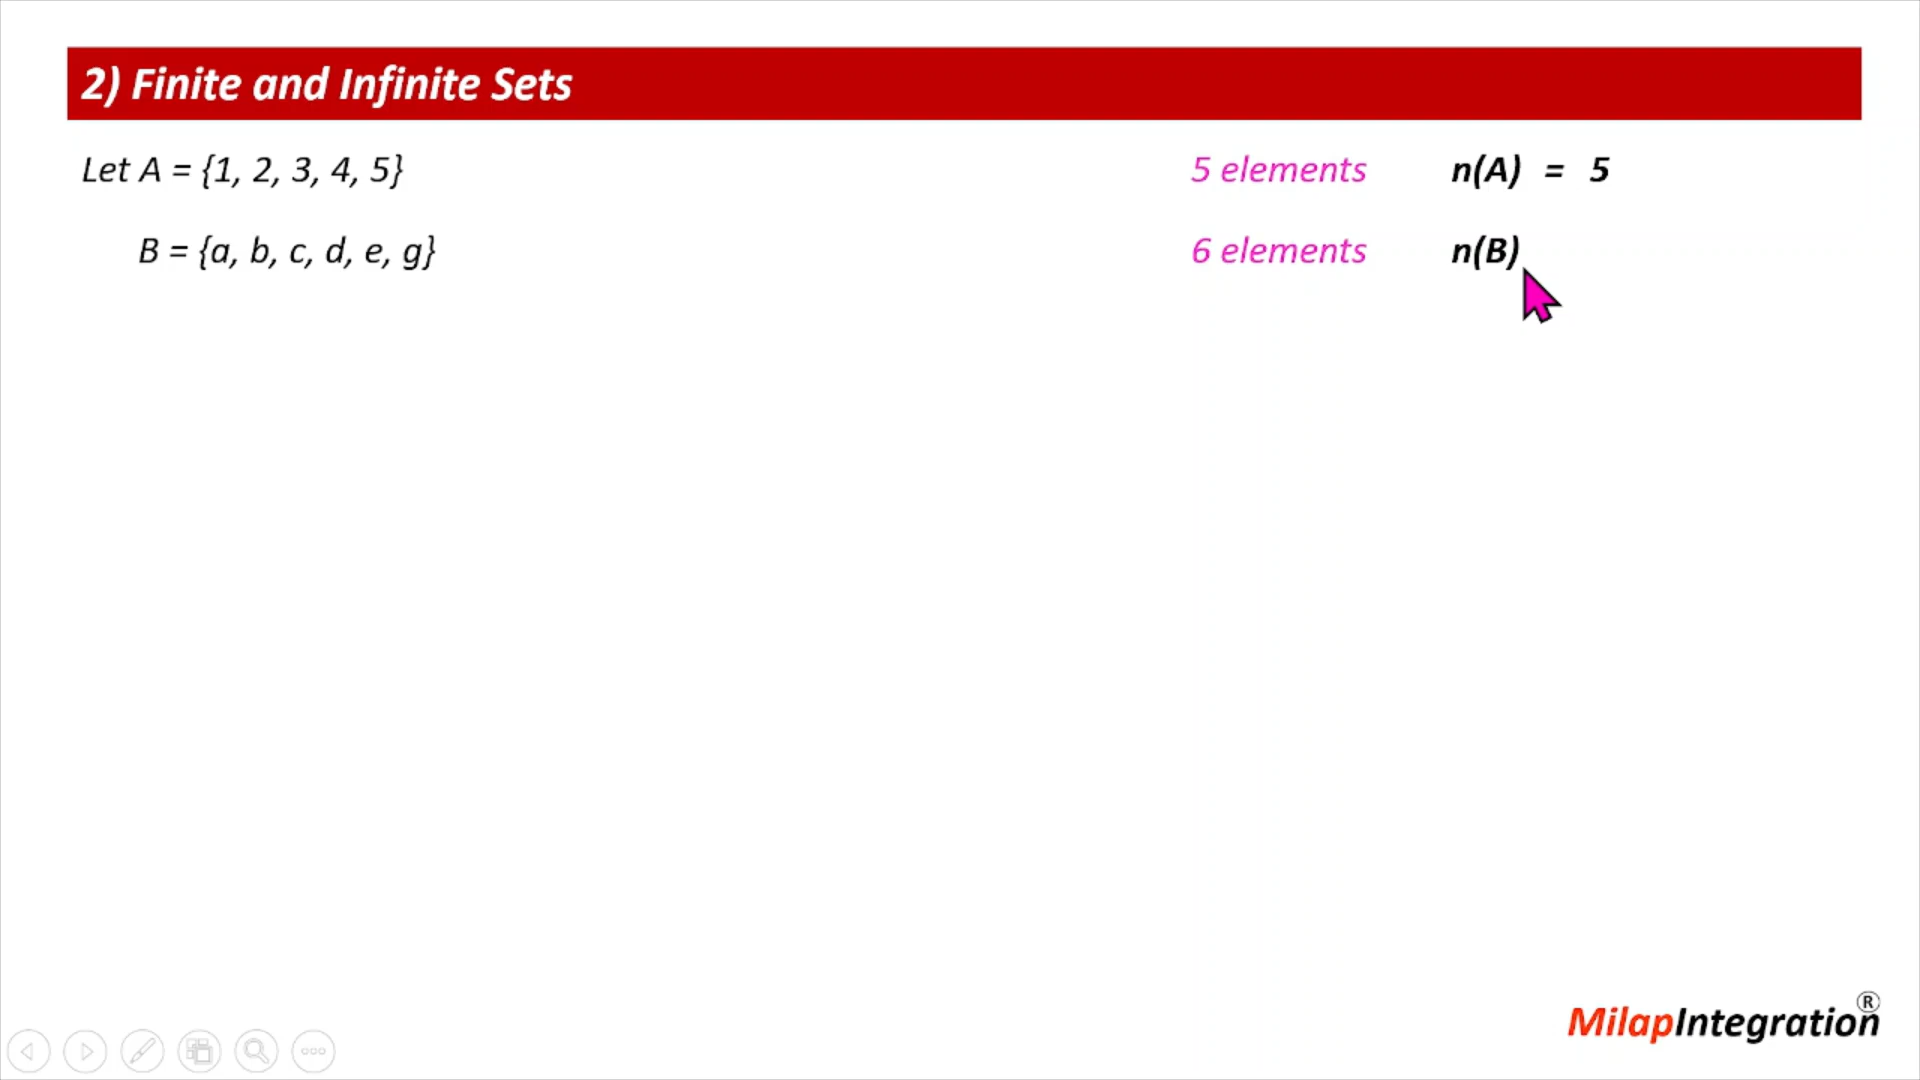 2) Finite and Infinite Sets
Let A = {1, 2, 3, 4, 5} 5 elements n(A) = 5
B = {a, b, c, d, e, g} 6 elements n(B)
MilapIntegration®